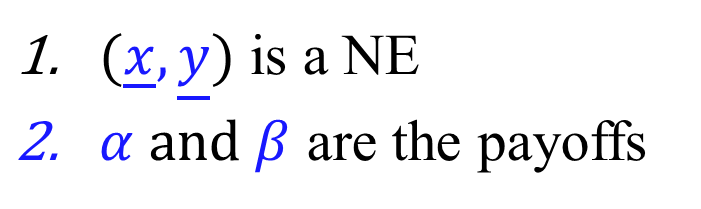 1. (x, y) is a NE
2. α and β are the payoffs